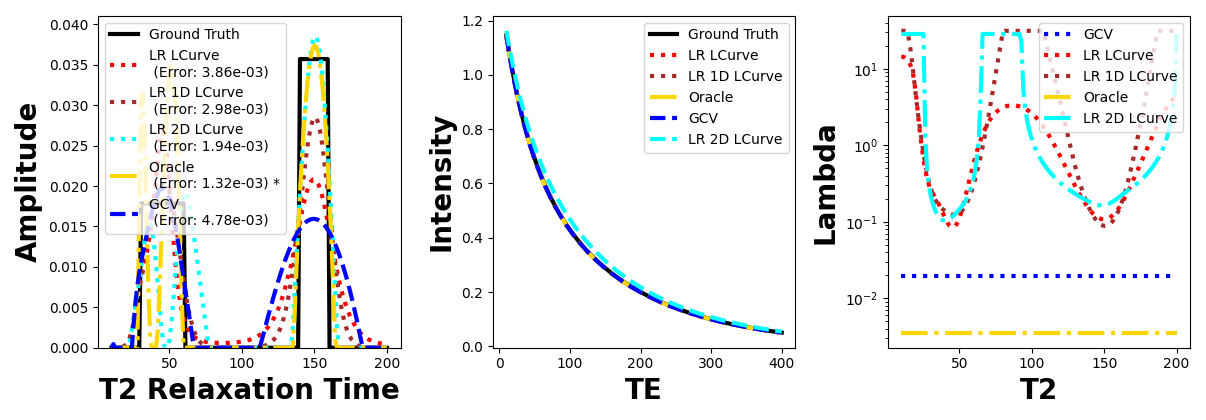 0.040
0.035
0.030
0.025
0.020
0.015
0.010
0.005
0.000
Amplitude
Ground Truth
LR LCurve
(Error: 3.86e-03)
LR 1D LCurve
(Error: 2.98e-03)
LR 2D LCurve
(Error: 1.94e-03)
Oracle
(Error: 1.32e-03) *
GCV
(Error: 4.78e-03)
50
100
150
200
T2 Relaxation Time
1.2
1.0
0.8
0.6
0.4
0.2
0.0
Intensity
Ground Truth
LR LCurve
LR 1D LCurve
Oracle
GCV
LR 2D LCurve
0
100
200
300
400
TE
10¹
10⁰
10⁻¹
10⁻²
Lambda
GCV
LR LCurve
LR 1D LCurve
Oracle
LR 2D LCurve
50
100
150
200
T2